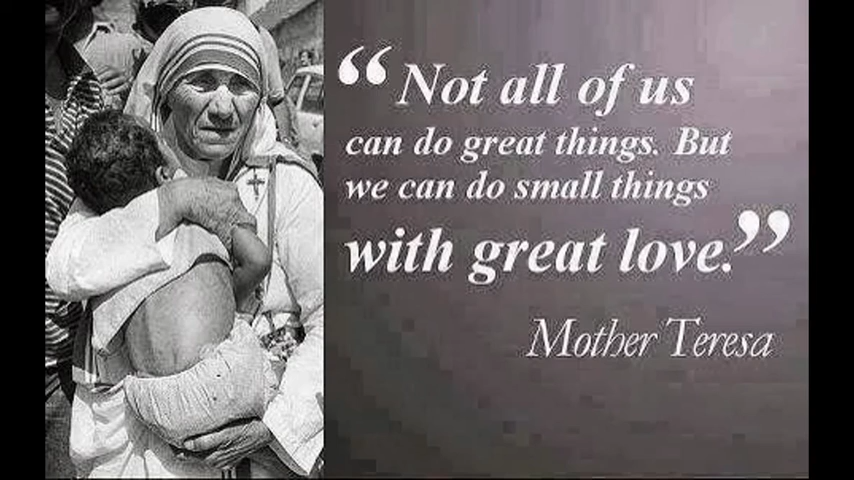 “Not all of us
can do great things. But
we can do small things
with great love.”
Mother Teresa